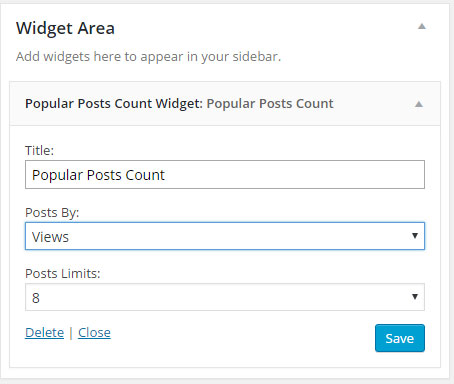 Widget Area
Add widgets here to appear in your sidebar.
Popular Posts Count Widget: Popular Posts Count
Title:
Popular Posts Count
Posts By:
Views
Posts Limits:
8
Delete | Close
Save